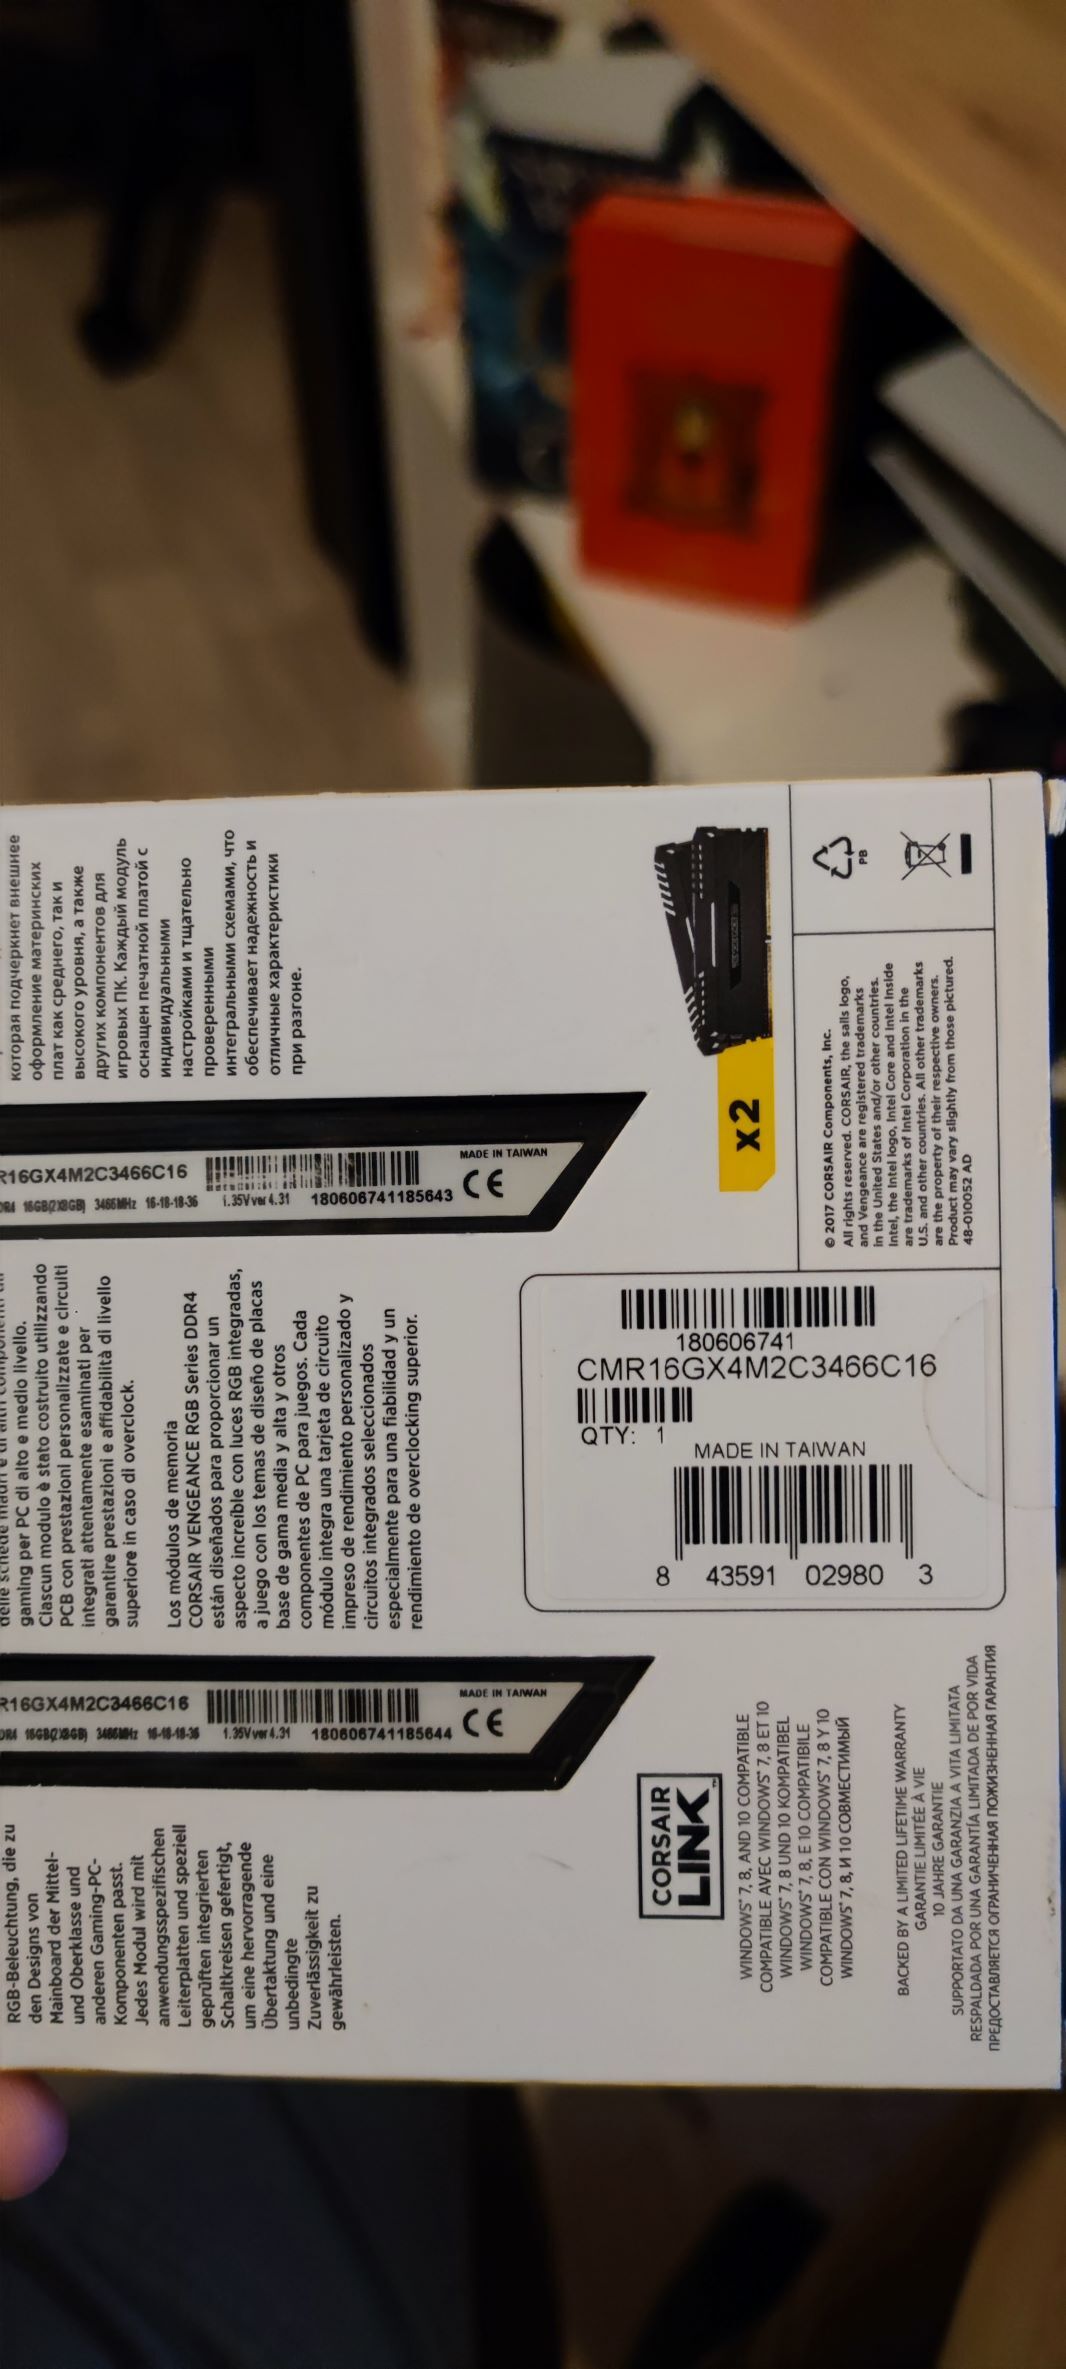 RGB-Beleuchtung, die zu
den Designs von
Mainboard der Mittel-
und Oberklasse und
anderen Gaming-PC-
Komponenten passt.
Jedes Modul wird mit
anwendungsspezifischen
Leiterplatten und speziell
geprüften integrierten
Schaltkreisen gefertigt,
um eine hervorragende
Übertaktung und eine
unbedingte
Zuverlässigkeit zu
gewährleisten.
R16GX4M2C3466C16
DR4 16GB(2X8GB) 3466MHz 16-18-18-36
1.35V ver4.31
180606741185644
MADE IN TAIWAN
CE
gaming per PC di alto e medio livello.
Ciascun modulo è stato costruito utilizzando
PCB con prestazioni personalizzate e circuiti
integrati attentamente esaminati per
garantire prestazioni e affidabilità di livello
superiore in caso di overclock.
Los módulos de memoria
CORSAIR VENGEANCE RGB Series DDR4
están diseñados para proporcionar un
aspecto increíble con luces RGB integradas,
a juego con los temas de diseño de placas
base de gama media y alta y otros
componentes de PC para juegos. Cada
módulo integra una tarjeta de circuito
impreso de rendimiento personalizado y
circuitos integrados seleccionados
especialmente para una fiabilidad y un
rendimiento de overclocking superior.
R16GX4M2C3466C16
DR4 16GB(2X8GB) 3466MHz 16-18-18-36
1.35V ver4.31
180606741185643
MADE IN TAIWAN
CE
которая подчеркнет внешнее
оформление материнских
плат как среднего, так и
высокого уровня, а также
других компонентов для
игровых ПК. Каждый модуль
оснащен печатной платой с
индивидуальными
настройками и тщательно
проверенными
интегральными схемами, что
обеспечивает надежность и
отличные характеристики
при разгоне.
x2
CORSAIR
LINK™
WINDOWS® 7, 8, AND 10 COMPATIBLE
COMPATIBLE AVEC WINDOWS® 7, 8 ET 10
WINDOWS® 7, 8 UND 10 KOMPATIBEL
WINDOWS® 7, 8, E 10 COMPATIBILE
COMPATIBLE CON WINDOWS® 7, 8 Y 10
WINDOWS® 7, 8, И 10 СОВМЕСТИМЫЙ
BACKED BY A LIMITED LIFETIME WARRANTY
GARANTIE LIMITÉE À VIE
10 JAHRE GARANTIE
SUPPORTATO DA UNA GARANZIA A VITA LIMITATA
RESPALDADA POR UNA GARANTÍA LIMITADA DE POR VIDA
ПРЕДОСТАВЛЯЕТСЯ ОГРАНИЧЕННАЯ ПОЖИЗНЕННАЯ ГАРАНТИЯ
180606741
CMR16GX4M2C3466C16
QTY: 1
MADE IN TAIWAN
8 43591 02980 3
© 2017 CORSAIR Components, Inc.
All rights reserved. CORSAIR, the sails logo,
and Vengeance are registered trademarks
in the United States and/or other countries.
Intel, the Intel logo, Intel Core and Intel Inside
are trademarks of Intel Corporation in the
U.S. and other countries. All other trademarks
are the property of their respective owners.
Product may vary slightly from those pictured.
48-010052 AD
PB